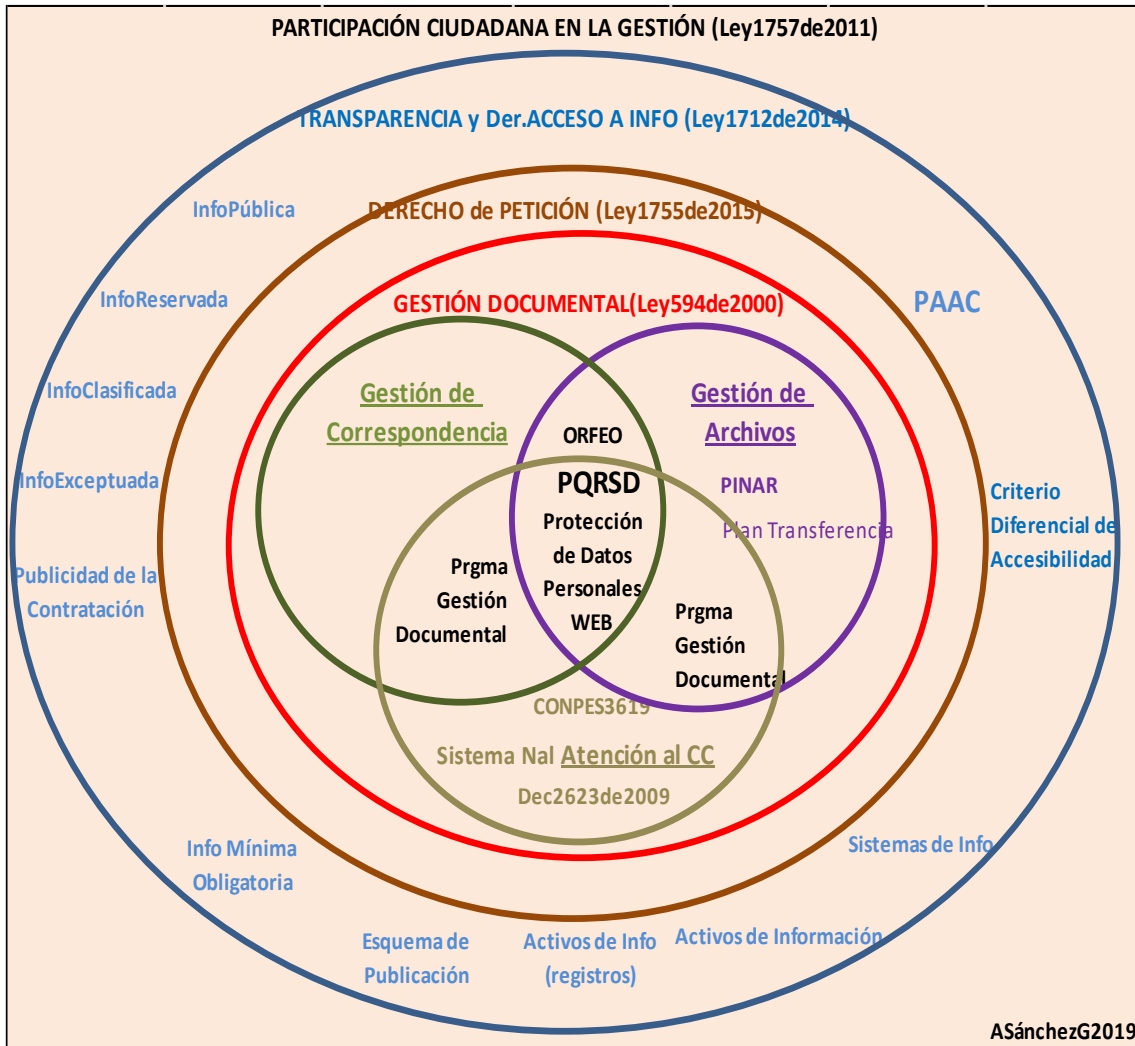 PARTICIPACIÓN CIUDADANA EN LA GESTIÓN (Ley1757de2011)
TRANSPARENCIA y Der.ACCESO A INFO (Ley1712de2014)
InfoPública
DERECHO de PETICIÓN (Ley1755de2015)
InfoReservada
GESTIÓN DOCUMENTAL(Ley594de2000)
PAAC
InfoClasificada
Gestión de
Correspondencia
Gestión de
Archivos
ORFEO
InfoExceptuada
PQRSD
PINAR
Criterio
Diferencial de
Accesibilidad
Protección
de Datos
Personales
WEB
Plan Transferencia
Publicidad de la
Contratación
Prgma
Gestión
Documental
Prgma
Gestión
Documental
CONPES3619
Sistema Nal Atención al CC
Dec2623de2009
Info Mínima
Obligatoria
Sistemas de Info
Esquema de
Publicación
Activos de Info
(registros)
Activos de Información
ASánchezG2019